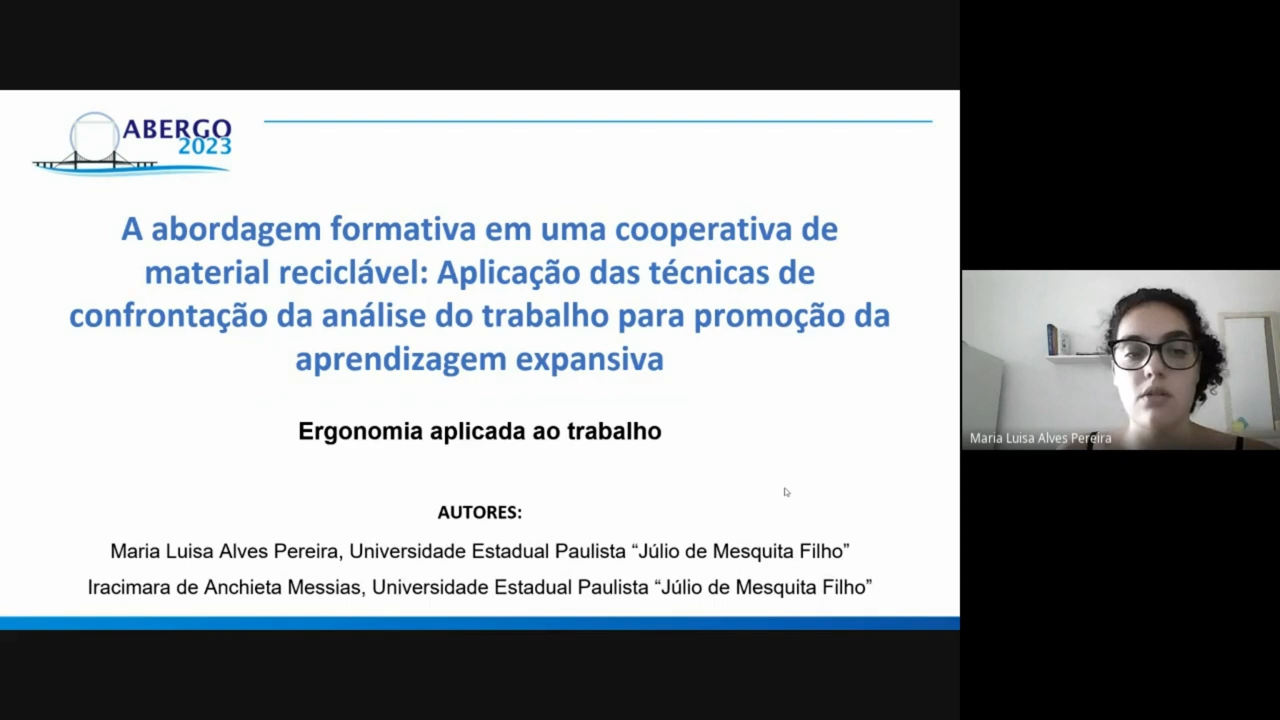 ABERGO
2023
A abordagem formativa em uma cooperativa de
material reciclável: Aplicação das técnicas de
confrontação da análise do trabalho para promoção da
aprendizagem expansiva
Ergonomia aplicada ao trabalho
AUTORES:
Maria Luisa Alves Pereira, Universidade Estadual Paulista “Júlio de Mesquita Filho”
Iracimara de Anchieta Messias, Universidade Estadual Paulista “Júlio de Mesquita Filho”
Maria Luisa Alves Pereira